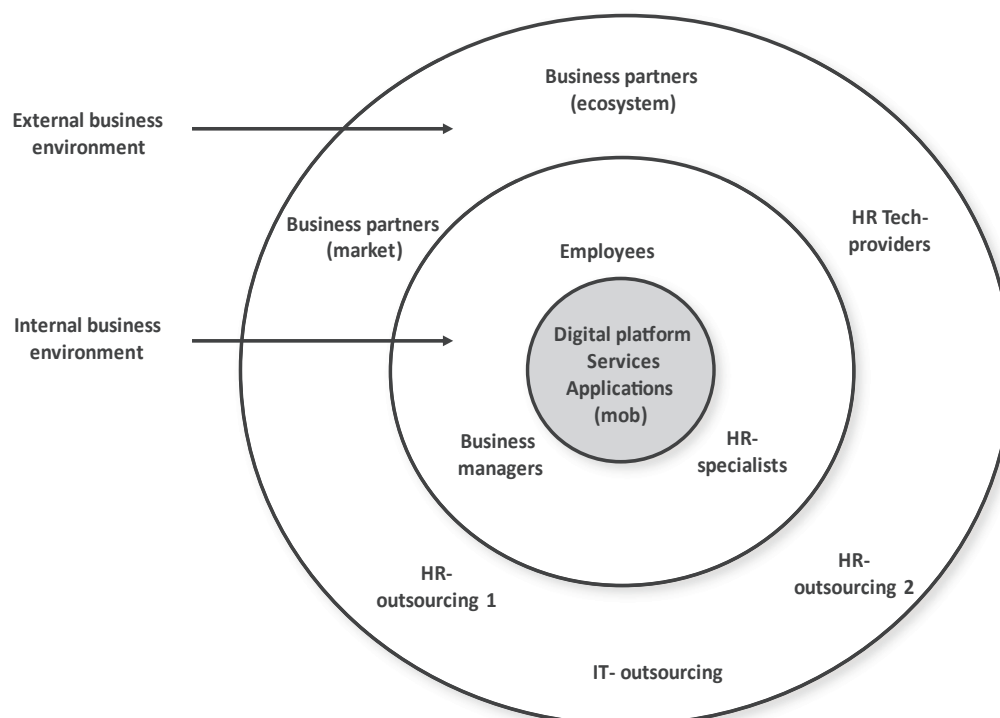 Business partners
(ecosystem)
External business
environment
HR Tech-
providers
Business partners
(market)
Employees
Internal business
environment
Digital platform
Services
Applications
(mob)
Business
managers
HR-
specialists
HR-
outsourcing 1
HR-
outsourcing 2
IT- outsourcing